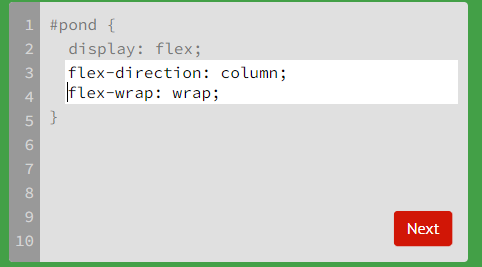 1 #pond {
2 display: flex;
3 flex-direction: column;
4 flex-wrap: wrap;
5 }
6
7
8
9
10
Next